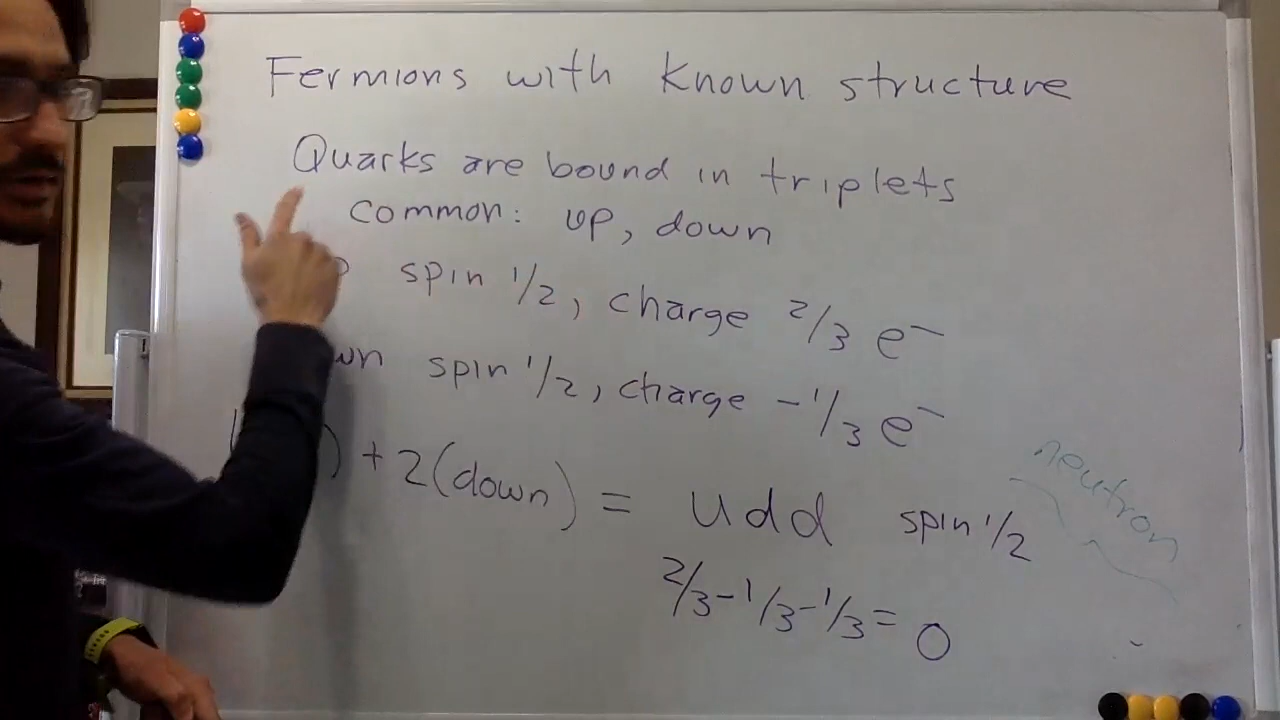 Fermions with known structure
Quarks are bound in triplets
common: up, down
spin 1/2, charge 2/3 e⁻
spin 1/2, charge -1/3 e⁻
) + 2(down) = udd spin 1/2
neutron
2/3-1/3-1/3= 0